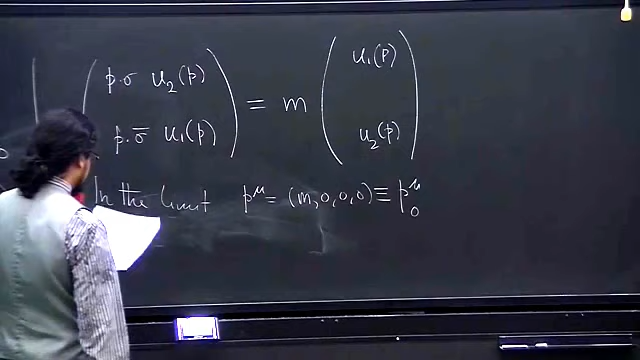 ( p·σ u₂(p) ) = m ( u₁(p) )
( p·σ̄ u₁(p) ) ( u₂(p) )
In the limit p^μ = (m,0,0,0) ≡ p₀^μ